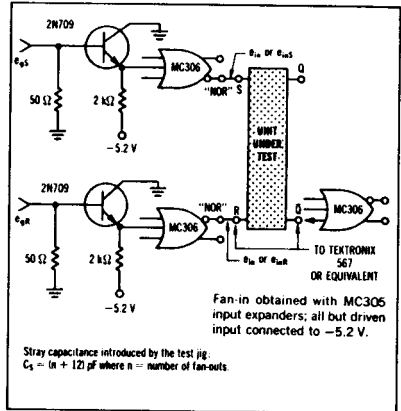 2N709
e_gS
50 Ω
2 kΩ
−5.2 V
MC306
"NOR"
e_in or e_inS
S
Q
UNIT
UNDER
TEST
2N709
e_gR
50 Ω
2 kΩ
−5.2 V
MC306
"NOR"
R
Q̄
e_in or e_inR
MC306
TO TEKTRONIX
567
OR EQUIVALENT
Fan-in obtained with MC305
input expanders; all but driven
input connected to −5.2 V.
Stray capacitance introduced by the test jig.
C_S = (n + 12) pF where n = number of fan-outs.